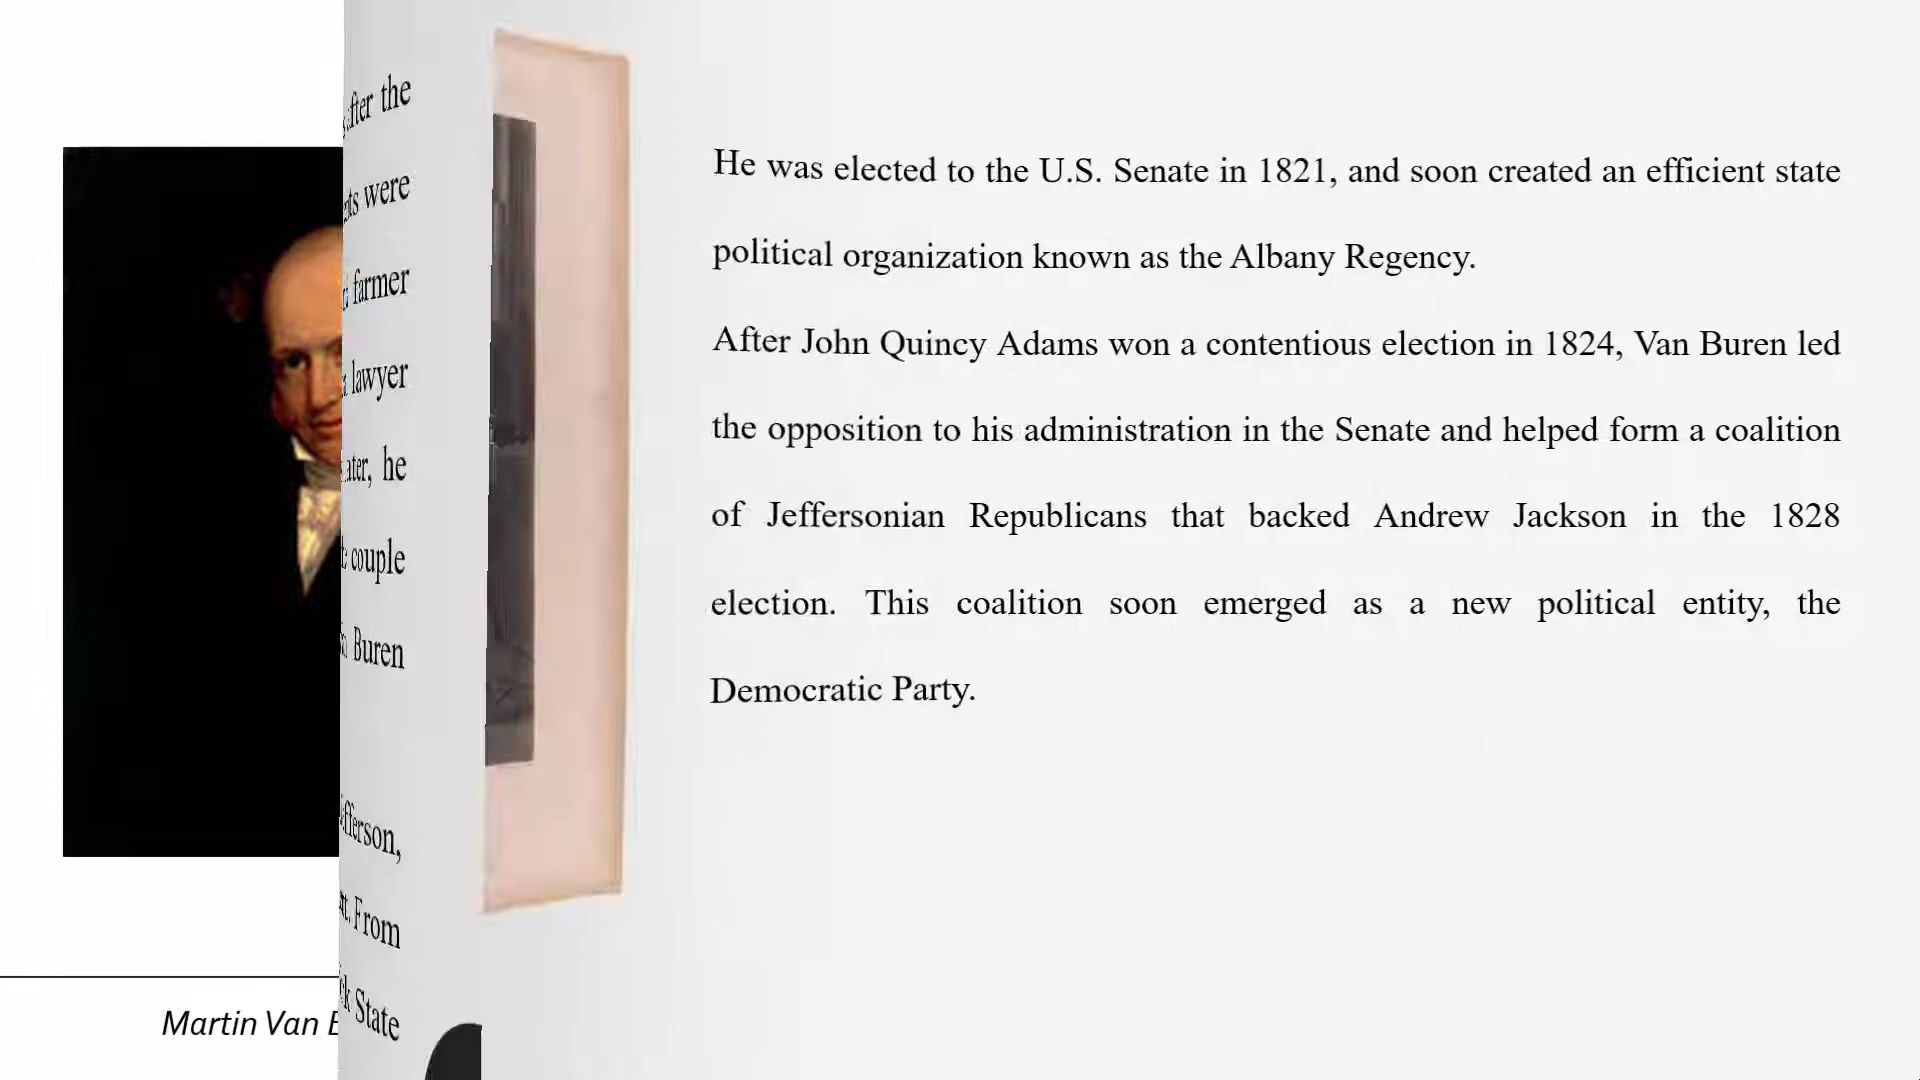 after the
were
farmer
lawyer
he
couple
Buren
From
State
Martin Van
He was elected to the U.S. Senate in 1821, and soon created an efficient state
political organization known as the Albany Regency.
After John Quincy Adams won a contentious election in 1824, Van Buren led
the opposition to his administration in the Senate and helped form a coalition
of Jeffersonian Republicans that backed Andrew Jackson in the 1828
election. This coalition soon emerged as a new political entity, the
Democratic Party.